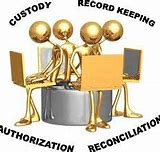 CUSTODY
RECORD KEEPING
AUTHORIZATION
RECONCILIATION